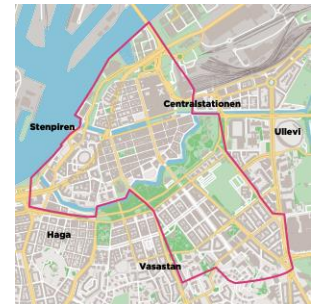 Centralstationen
Stenpiren
Ullevi
Haga
Vasastan